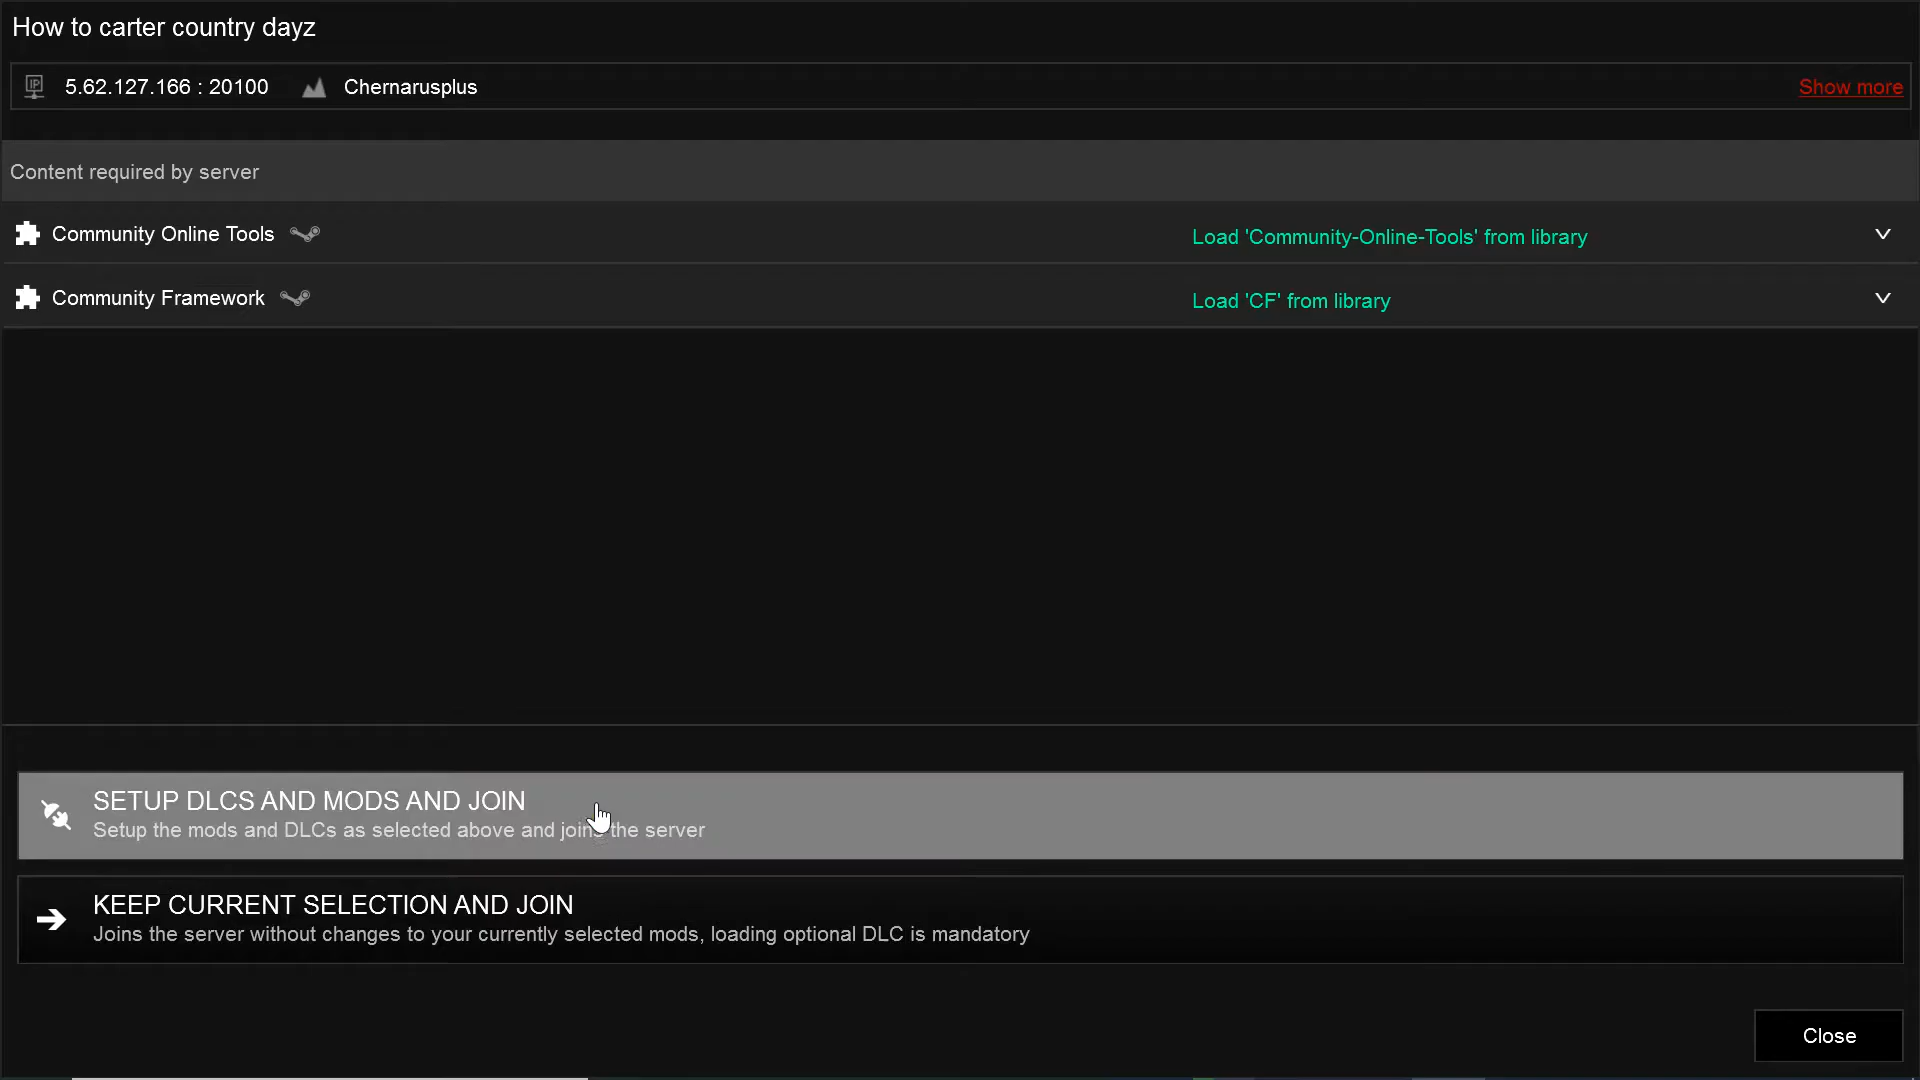 How to carter country dayz
IP 5.62.127.166 : 20100 Chernarusplus Show more
Content required by server
Community Online Tools Load 'Community-Online-Tools' from library
Community Framework Load 'CF' from library
SETUP DLCS AND MODS AND JOIN
Setup the mods and DLCs as selected above and joins the server
KEEP CURRENT SELECTION AND JOIN
Joins the server without changes to your currently selected mods, loading optional DLC is mandatory
Close